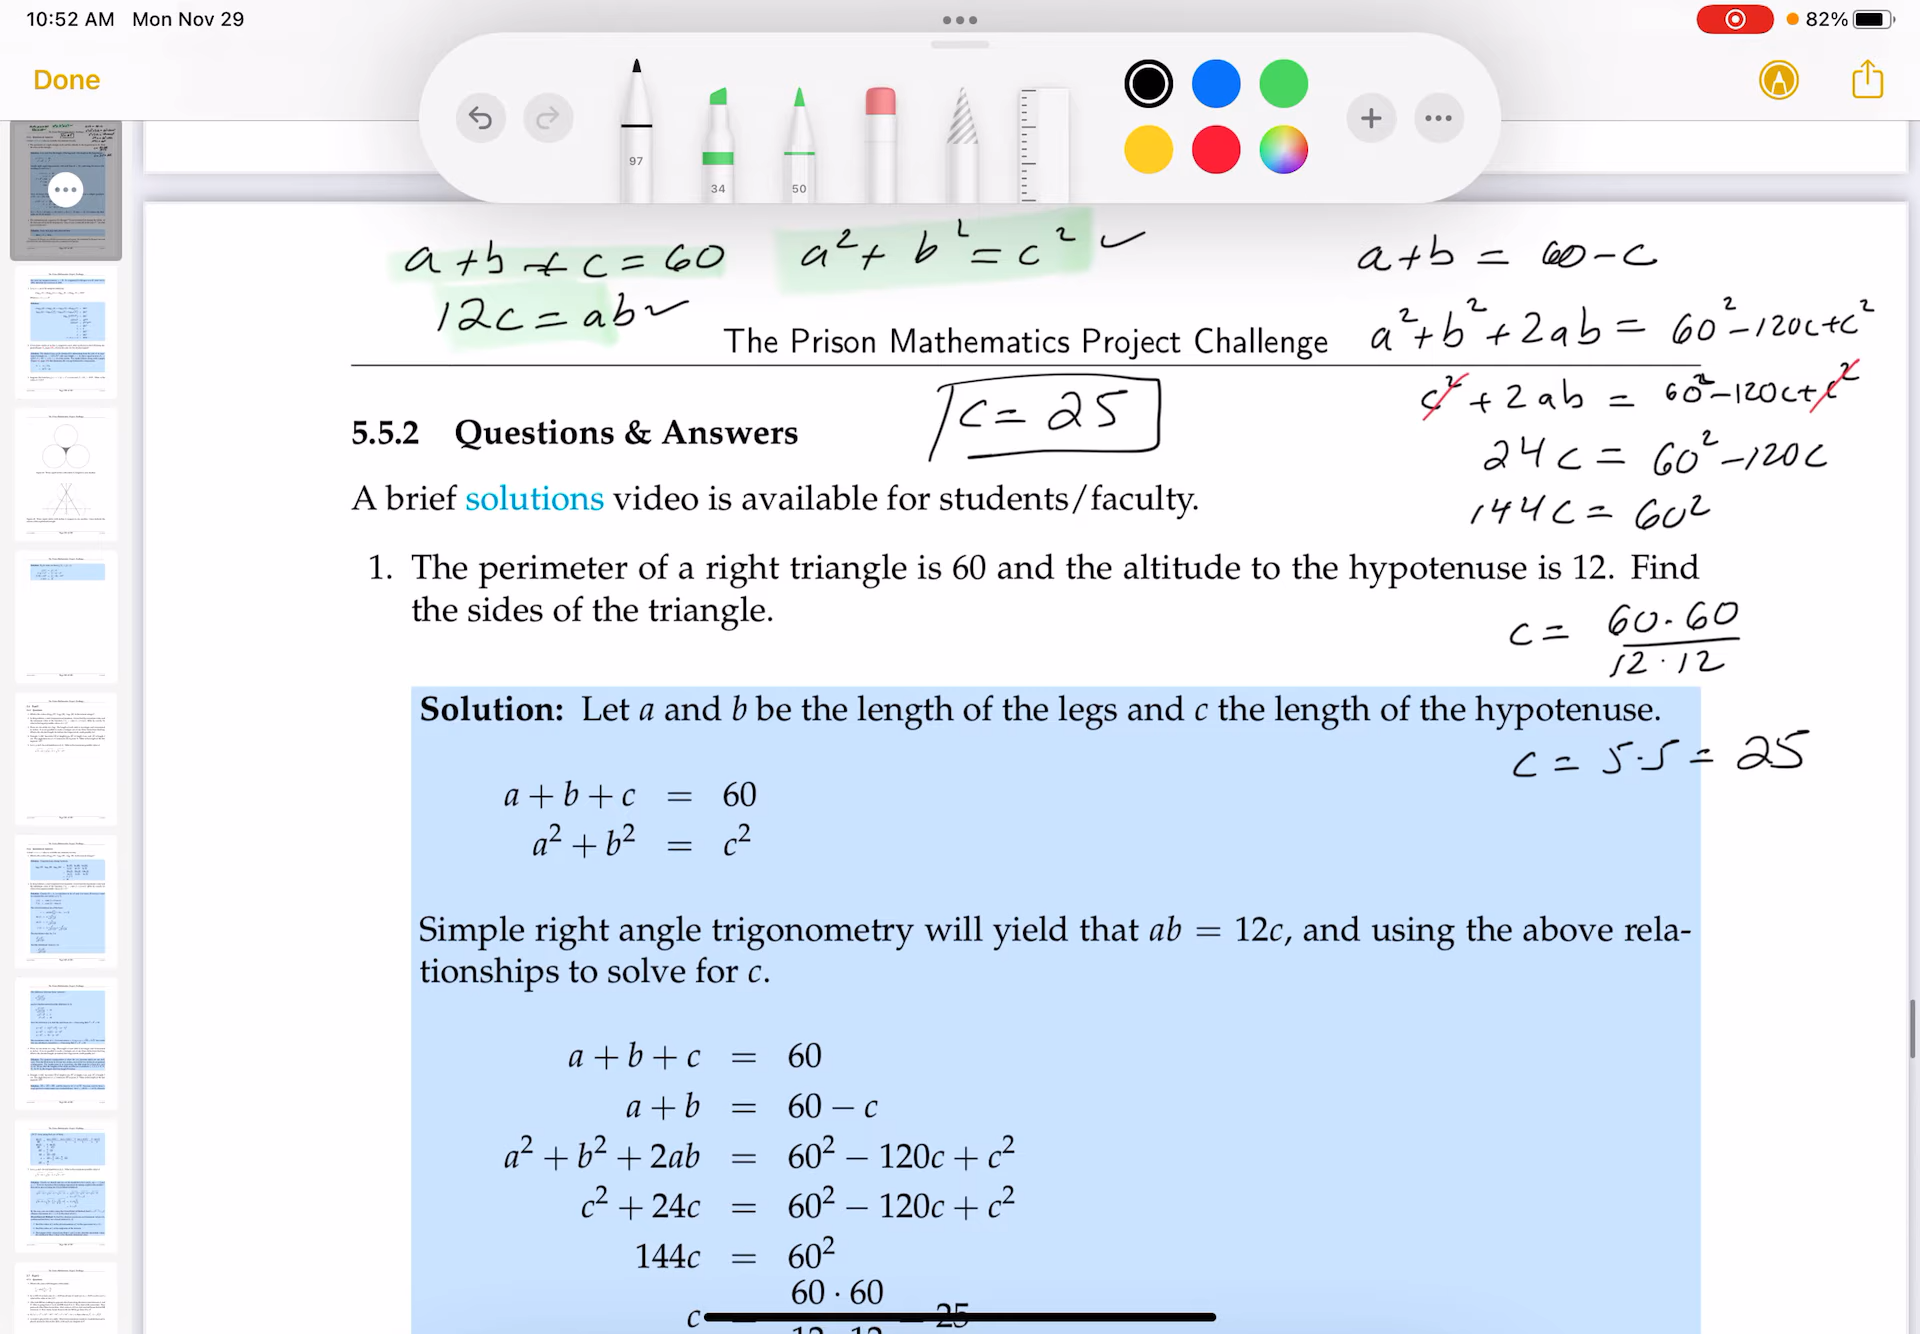 10:52 AM Mon Nov 29
82%
Done
97
34
50
a + b + c = 60
a² + b² = c² ✓
12c = ab ✓
a + b = 60 - c
a² + b² + 2ab = 60² - 120c + c²
The Prison Mathematics Project Challenge
c² + 2ab = 60² - 120c + c²
c = 25
24c = 60² - 120c
144c = 60²
5.5.2 Questions & Answers
A brief solutions video is available for students/faculty.
1. The perimeter of a right triangle is 60 and the altitude to the hypotenuse is 12. Find
the sides of the triangle.
c = 60·60
12·12
Solution: Let a and b be the length of the legs and c the length of the hypotenuse.
c = 5·5 = 25
a + b + c = 60
a² + b² = c²
Simple right angle trigonometry will yield that ab = 12c, and using the above rela-
tionships to solve for c.
a + b + c = 60
a + b = 60 − c
a² + b² + 2ab = 60² − 120c + c²
c² + 24c = 60² − 120c + c²
144c = 60²
60 · 60
c = 25
12 · 12